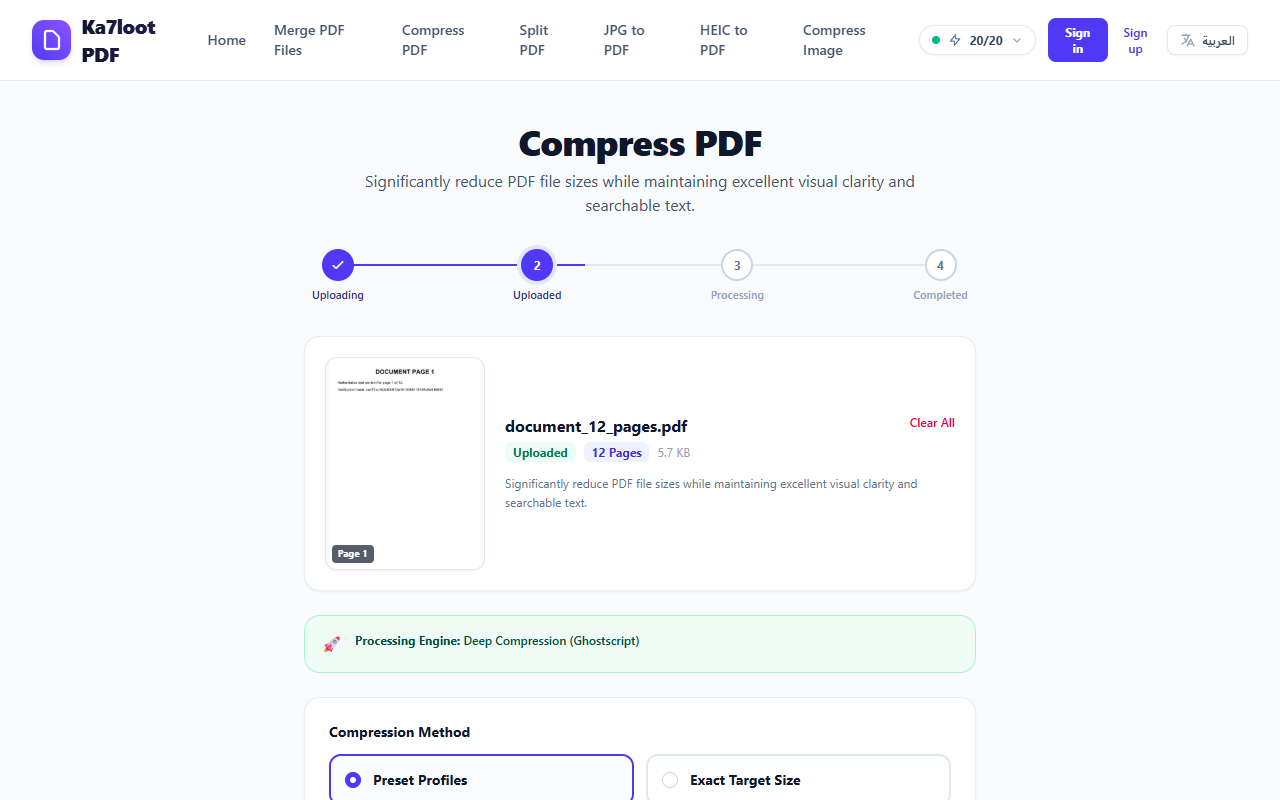 Ka7loot
PDF
Home
Merge PDF
Files
Compress
PDF
Split
PDF
JPG to
PDF
HEIC to
PDF
Compress
Image
20/20
Sign
in
Sign
up
العربية
Compress PDF
Significantly reduce PDF file sizes while maintaining excellent visual clarity and
searchable text.
2
3
4
Uploading
Uploaded
Processing
Completed
DOCUMENT PAGE 1
Page 1
document_12_pages.pdf
Clear All
Uploaded
12 Pages
5.7 KB
Significantly reduce PDF file sizes while maintaining excellent visual clarity and
searchable text.
Processing Engine: Deep Compression (Ghostscript)
Compression Method
Preset Profiles
Exact Target Size